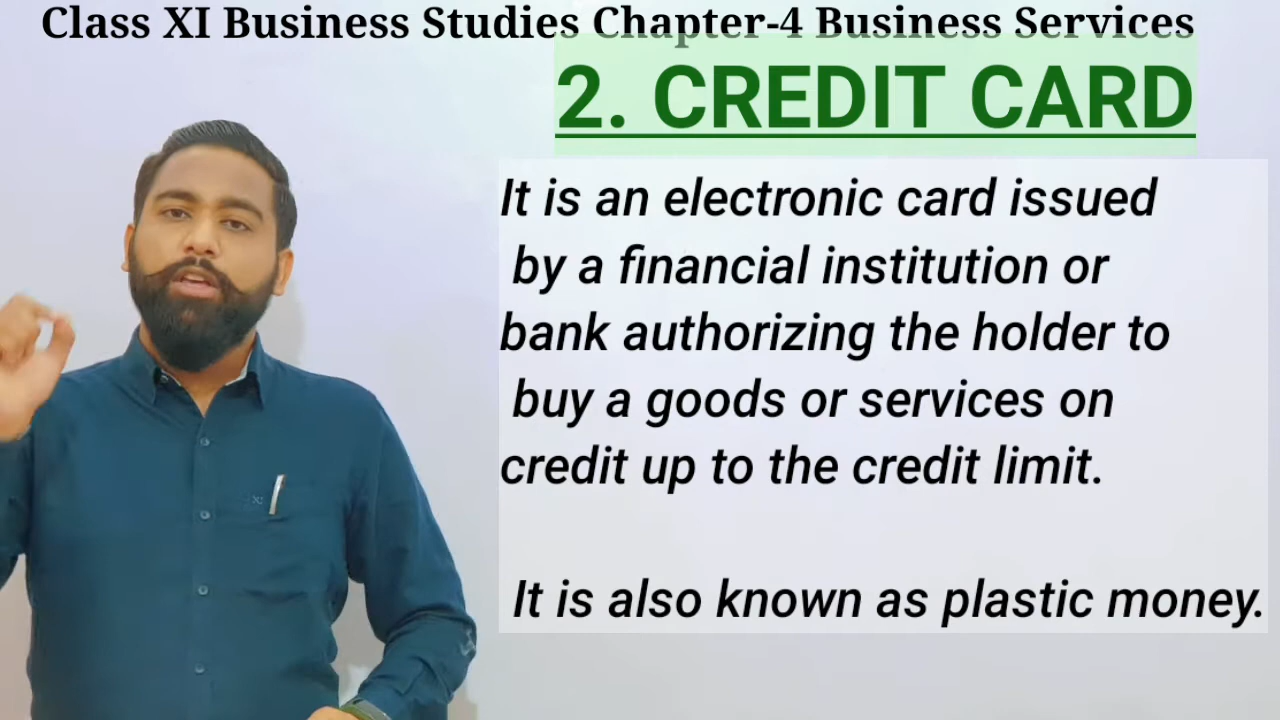 Class XI Business Studies Chapter-4 Business Services
2. CREDIT CARD
It is an electronic card issued
by a financial institution or
bank authorizing the holder to
buy a goods or services on
credit up to the credit limit.
It is also known as plastic money.